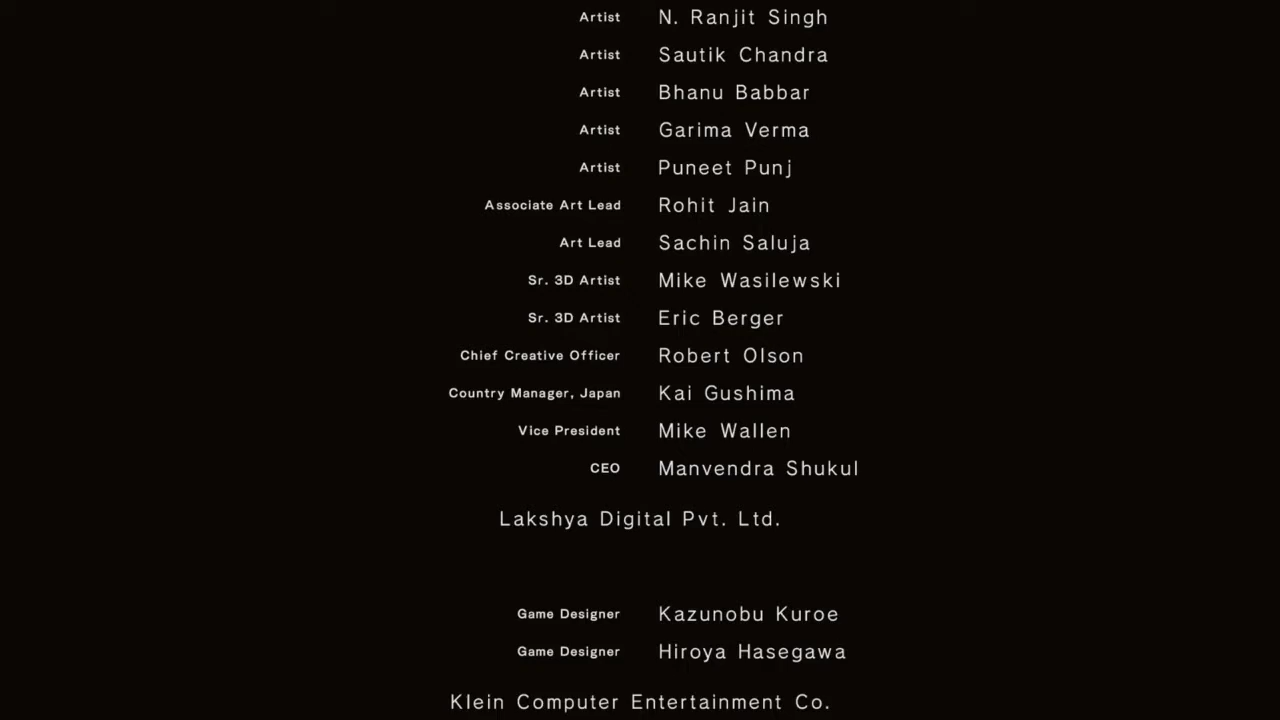 Artist N. Ranjit Singh
Artist Sautik Chandra
Artist Bhanu Babbar
Artist Garima Verma
Artist Puneet Punj
Associate Art Lead Rohit Jain
Art Lead Sachin Saluja
Sr. 3D Artist Mike Wasilewski
Sr. 3D Artist Eric Berger
Chief Creative Officer Robert Olson
Country Manager, Japan Kai Gushima
Vice President Mike Wallen
CEO Manvendra Shukul
Lakshya Digital Pvt. Ltd.
Game Designer Kazunobu Kuroe
Game Designer Hiroya Hasegawa
Klein Computer Entertainment Co.